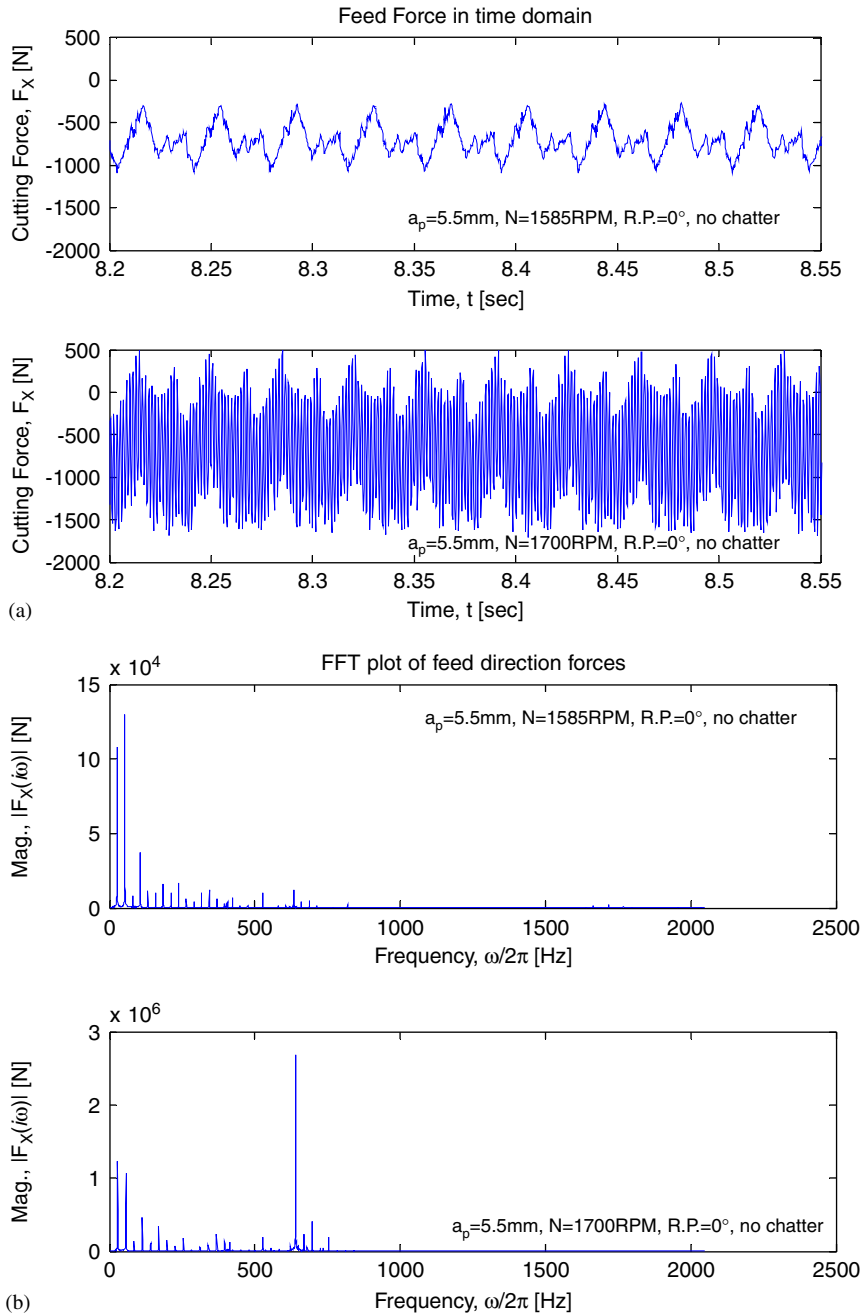 Feed Force in time domain
Cutting Force, F_X [N]
500
0
-500
-1000
-1500
-2000
a_p=5.5mm, N=1585RPM, R.P.=0°, no chatter
8.2 8.25 8.3 8.35 8.4 8.45 8.5 8.55
Time, t [sec]
Cutting Force, F_X [N]
500
0
-500
-1000
-1500
-2000
a_p=5.5mm, N=1700RPM, R.P.=0°, no chatter
8.2 8.25 8.3 8.35 8.4 8.45 8.5 8.55
Time, t [sec]
(a)
FFT plot of feed direction forces
x 10^4
Mag., |F_X(iω)| [N]
15
10
5
0
a_p=5.5mm, N=1585RPM, R.P.=0°, no chatter
0 500 1000 1500 2000 2500
Frequency, ω/2π [Hz]
x 10^6
Mag., |F_X(iω)| [N]
3
2
1
0
a_p=5.5mm, N=1700RPM, R.P.=0°, no chatter
0 500 1000 1500 2000 2500
Frequency, ω/2π [Hz]
(b)